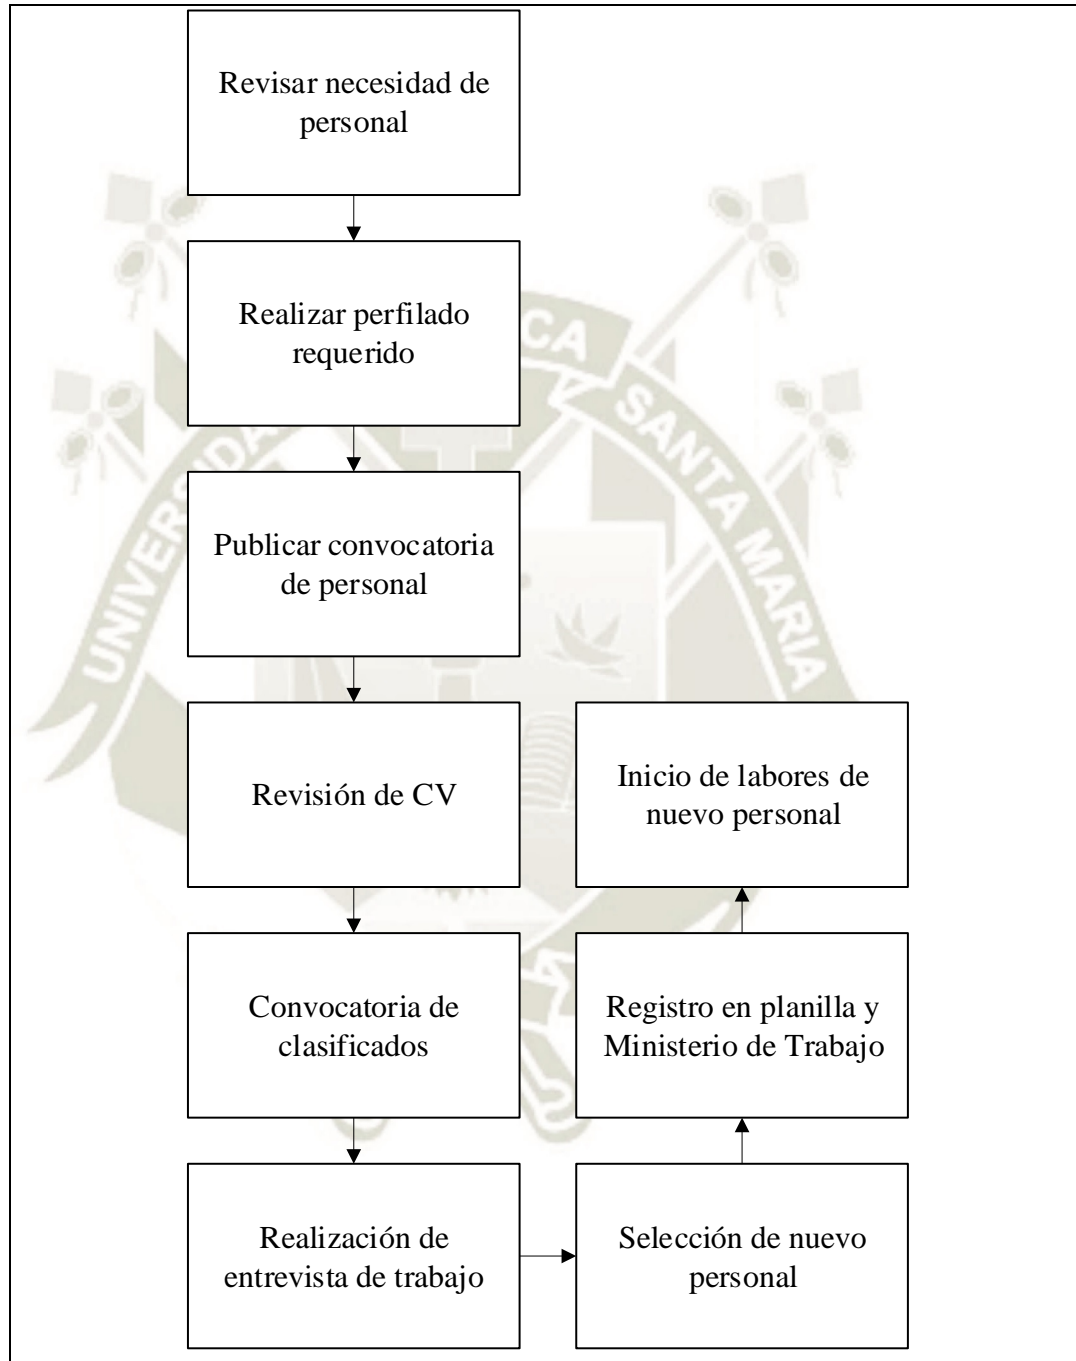 Revisar necesidad de
personal
Realizar perfilado
requerido
Publicar convocatoria
de personal
Revisión de CV
Convocatoria de
clasificados
Realización de
entrevista de trabajo
Selección de nuevo
personal
Registro en planilla y
Ministerio de Trabajo
Inicio de labores de
nuevo personal
SANTA MARIA